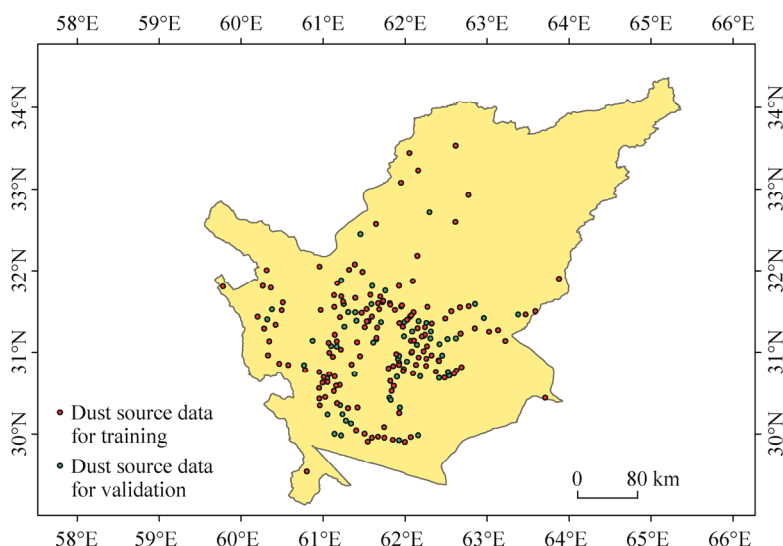 58°E 59°E 60°E 61°E 62°E 63°E 64°E 65°E 66°E
34°N 34°N
33°N 33°N
32°N 32°N
31°N 31°N
30°N 30°N
Dust source data
for training
Dust source data
for validation
0 80 km
58°E 59°E 60°E 61°E 62°E 63°E 64°E 65°E 66°E